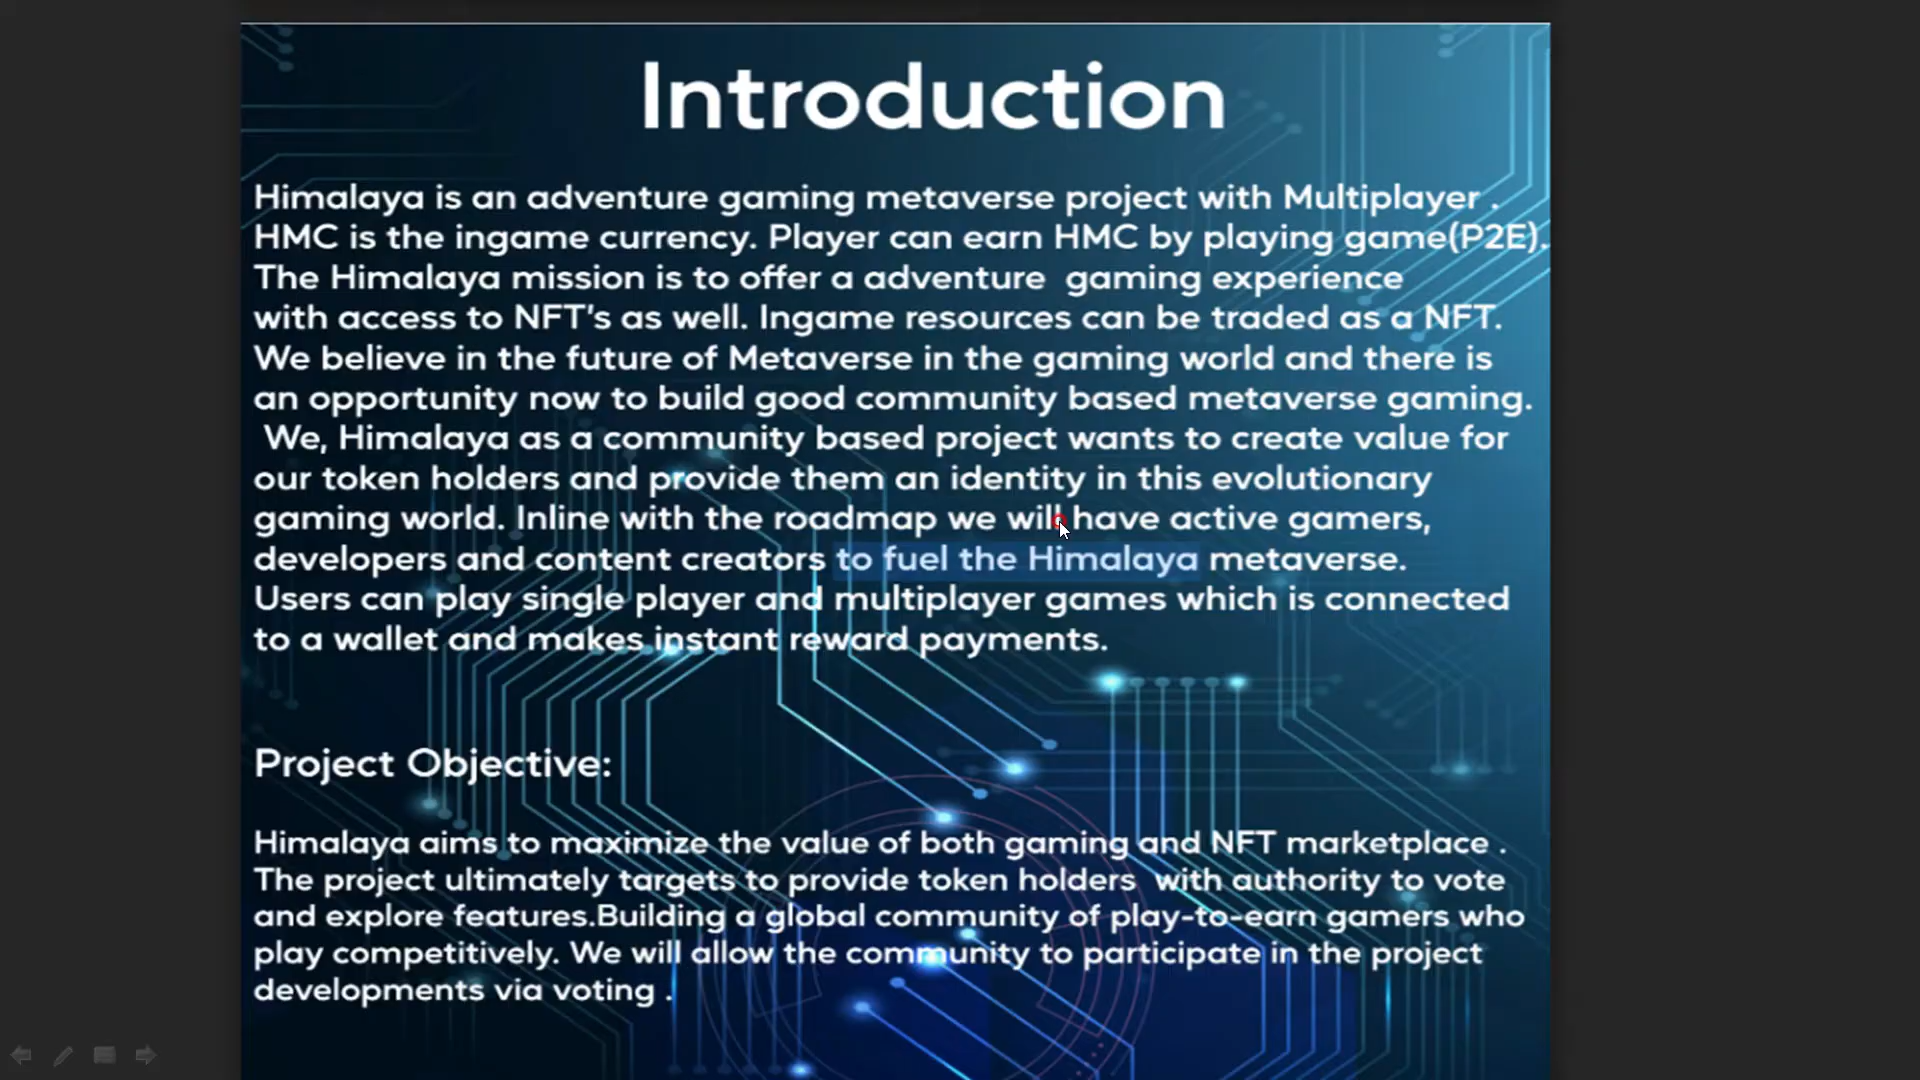 Introduction
Himalaya is an adventure gaming metaverse project with Multiplayer .
HMC is the ingame currency. Player can earn HMC by playing game(P2E).
The Himalaya mission is to offer a adventure  gaming experience
with access to NFT's as well. Ingame resources can be traded as a NFT.
We believe in the future of Metaverse in the gaming world and there is
an opportunity now to build good community based metaverse gaming.
We, Himalaya as a community based project wants to create value for
our token holders and provide them an identity in this evolutionary
gaming world. Inline with the roadmap we will have active gamers,
developers and content creators to fuel the Himalaya metaverse.
Users can play single player and multiplayer games which is connected
to a wallet and makes instant reward payments.
Project Objective:
Himalaya aims to maximize the value of both gaming and NFT marketplace .
The project ultimately targets to provide token holders  with authority to vote
and explore features.Building a global community of play-to-earn gamers who
play competitively. We will allow the community to participate in the project
developments via voting .